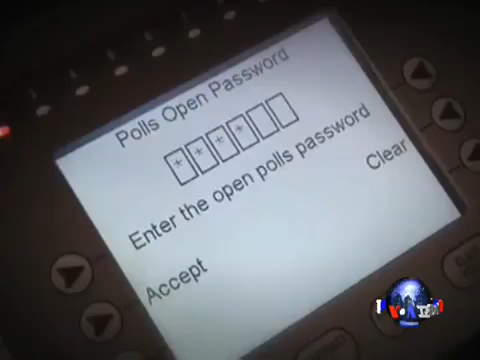 Polls Open Password
* * * *
Enter the open polls password
Clear
Accept